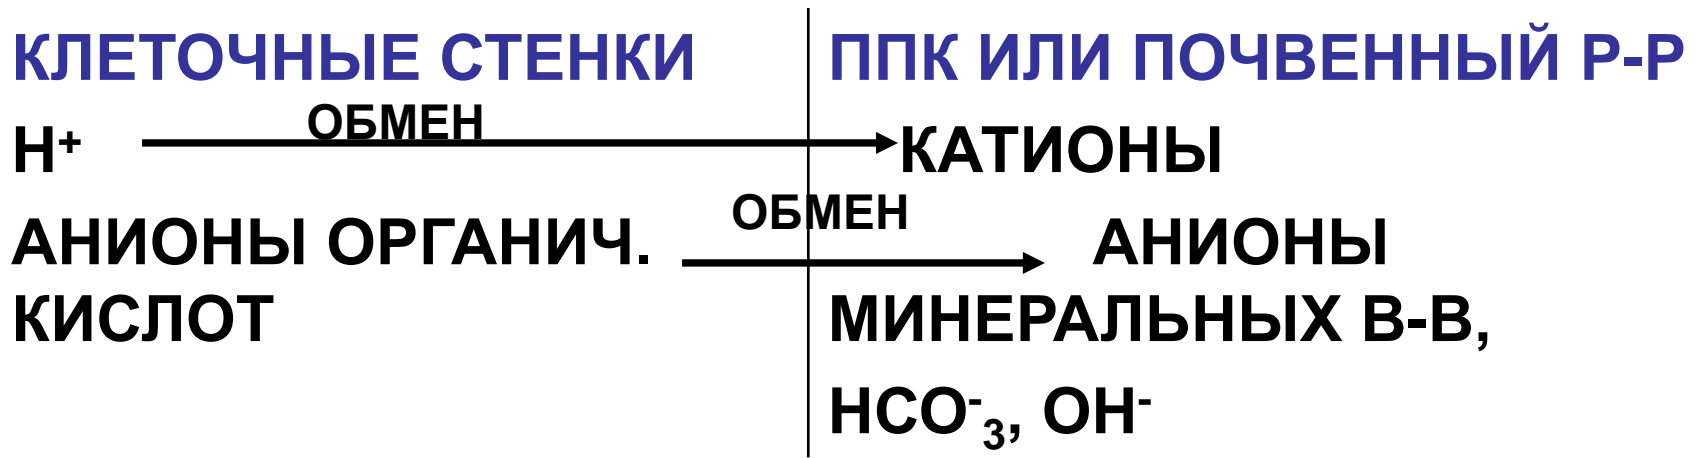 КЛЕТОЧНЫЕ СТЕНКИ
ППК ИЛИ ПОЧВЕННЫЙ Р-Р
ОБМЕН
Н⁺
КАТИОНЫ
ОБМЕН
АНИОНЫ ОРГАНИЧ.
КИСЛОТ
АНИОНЫ
МИНЕРАЛЬНЫХ В-В,
НСО⁻₃, ОН⁻